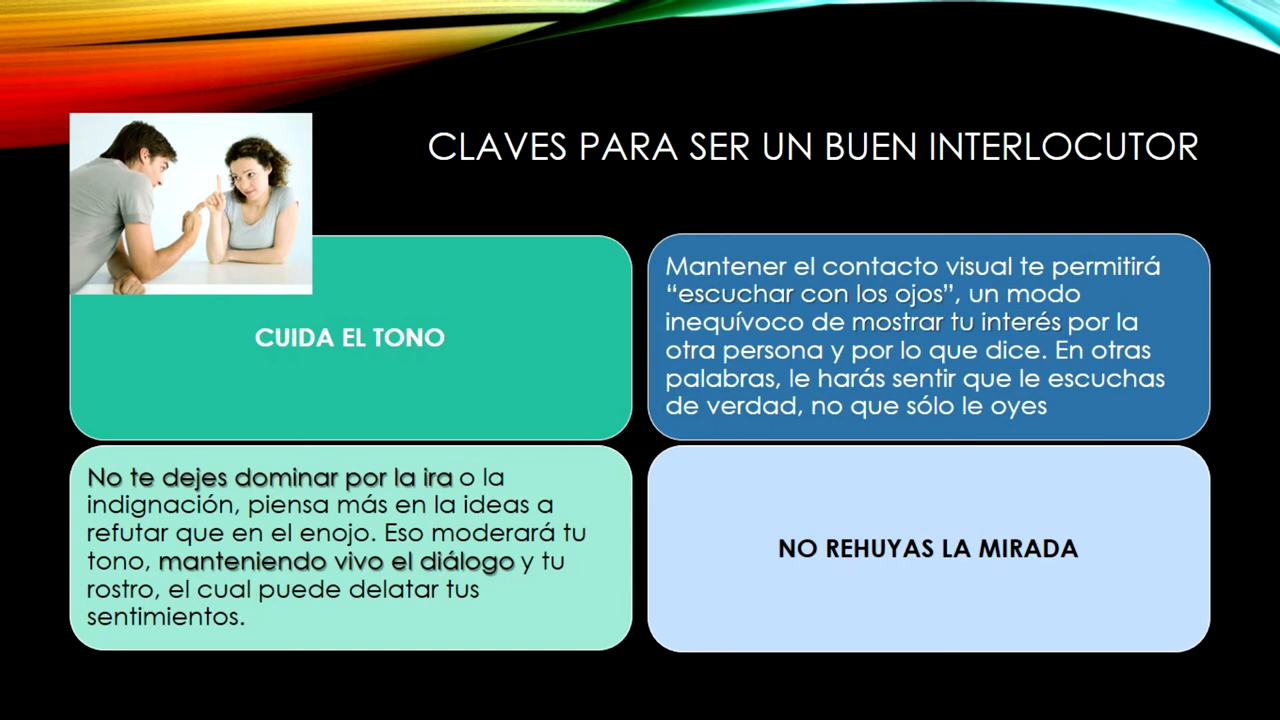 CLAVES PARA SER UN BUEN INTERLOCUTOR
CUIDA EL TONO
No te dejes dominar por la ira o la
indignación, piensa más en la ideas a
refutar que en el enojo. Eso moderará tu
tono, manteniendo vivo el diálogo y tu
rostro, el cual puede delatar tus
sentimientos.
Mantener el contacto visual te permitirá
“escuchar con los ojos”, un modo
inequívoco de mostrar tu interés por la
otra persona y por lo que dice. En otras
palabras, le harás sentir que le escuchas
de verdad, no que sólo le oyes
NO REHUYAS LA MIRADA